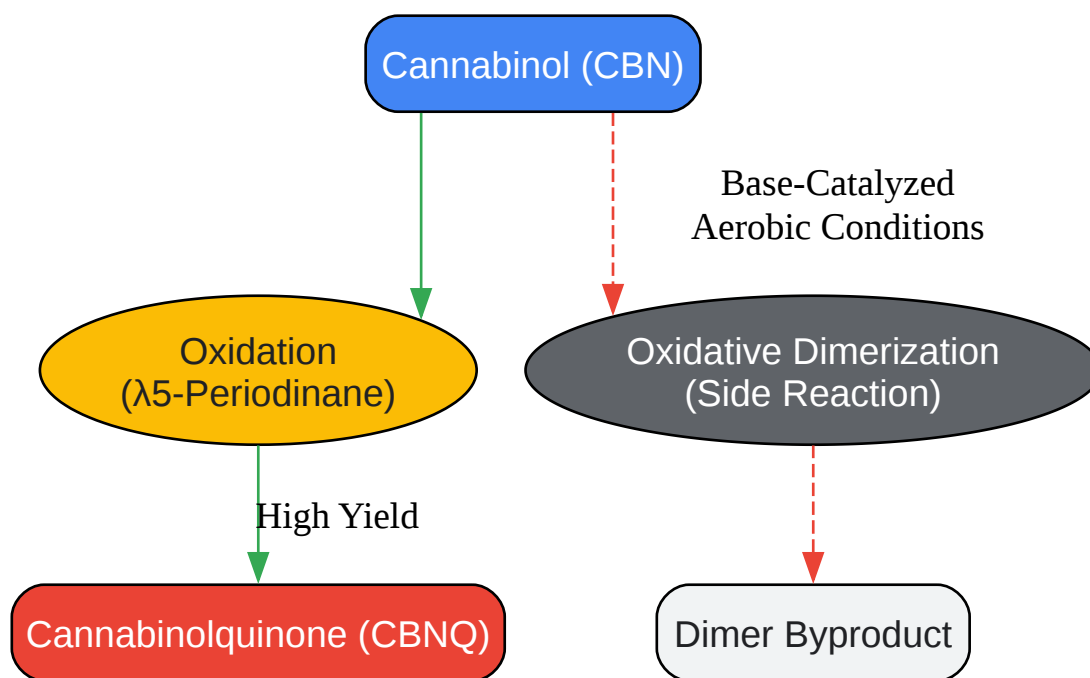 Cannabinol (CBN)
Base-Catalyzed
Aerobic Conditions
Oxidation
(λ5-Periodinane)
Oxidative Dimerization
(Side Reaction)
High Yield
Cannabinolquinone (CBNQ)
Dimer Byproduct